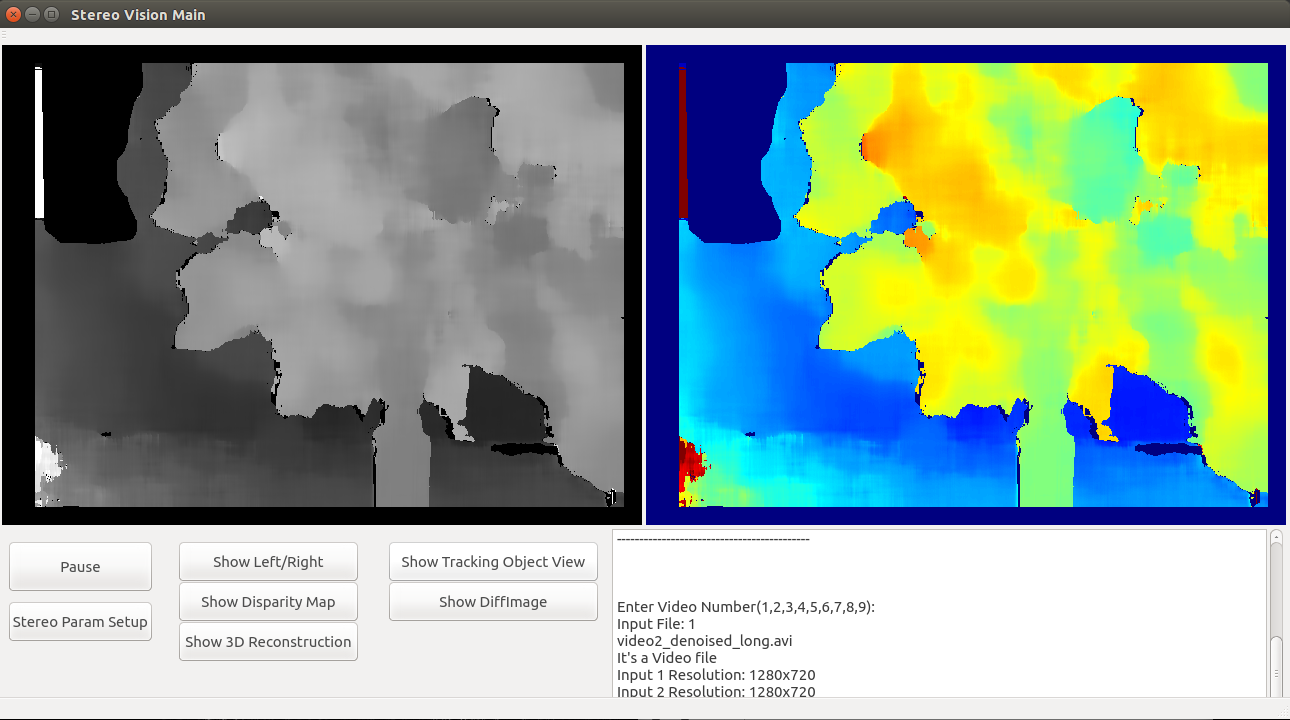 Stereo Vision Main
Pause
Stereo Param Setup
Show Left/Right
Show Disparity Map
Show 3D Reconstruction
Show Tracking Object View
Show DiffImage
-------------------------------------------
Enter Video Number(1,2,3,4,5,6,7,8,9):
Input File: 1
video2_denoised_long.avi
It's a Video file
Input 1 Resolution: 1280x720
Input 2 Resolution: 1280x720